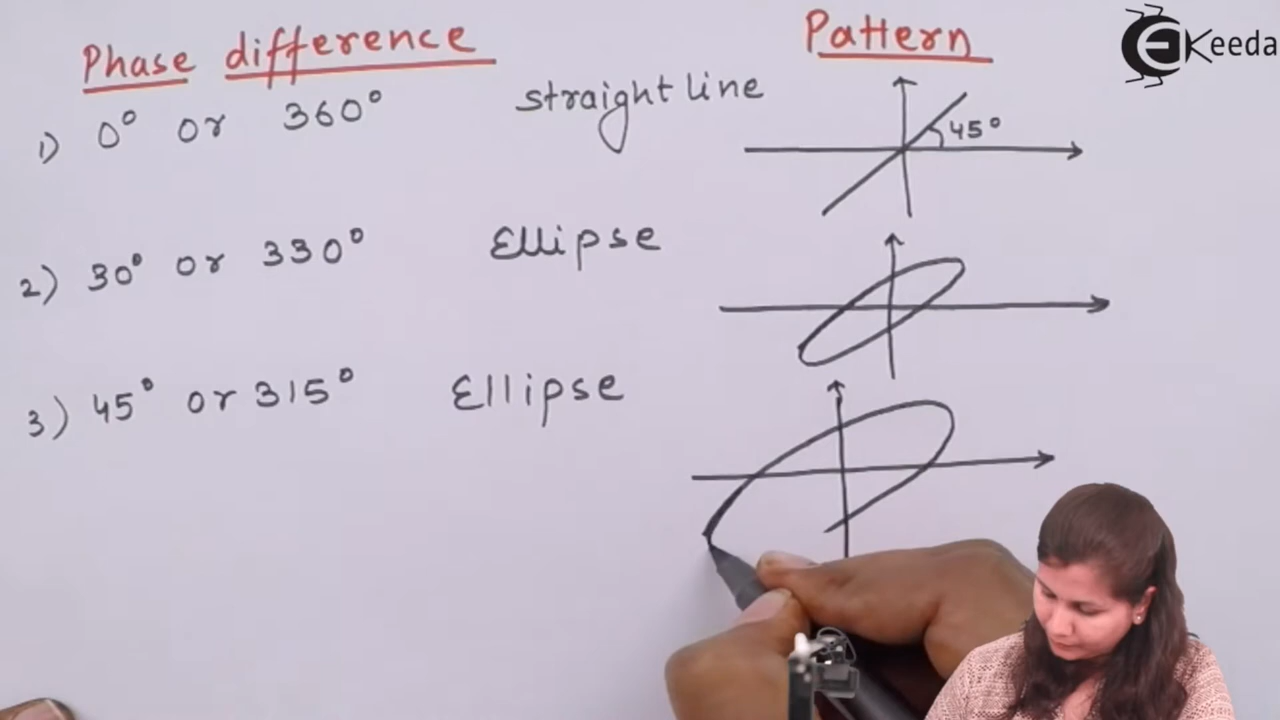 Phase difference Pattern
1) 0° or 360° straight line 45°
2) 30° or 330° Ellipse
3) 45° or 315° Ellipse
EKeeda